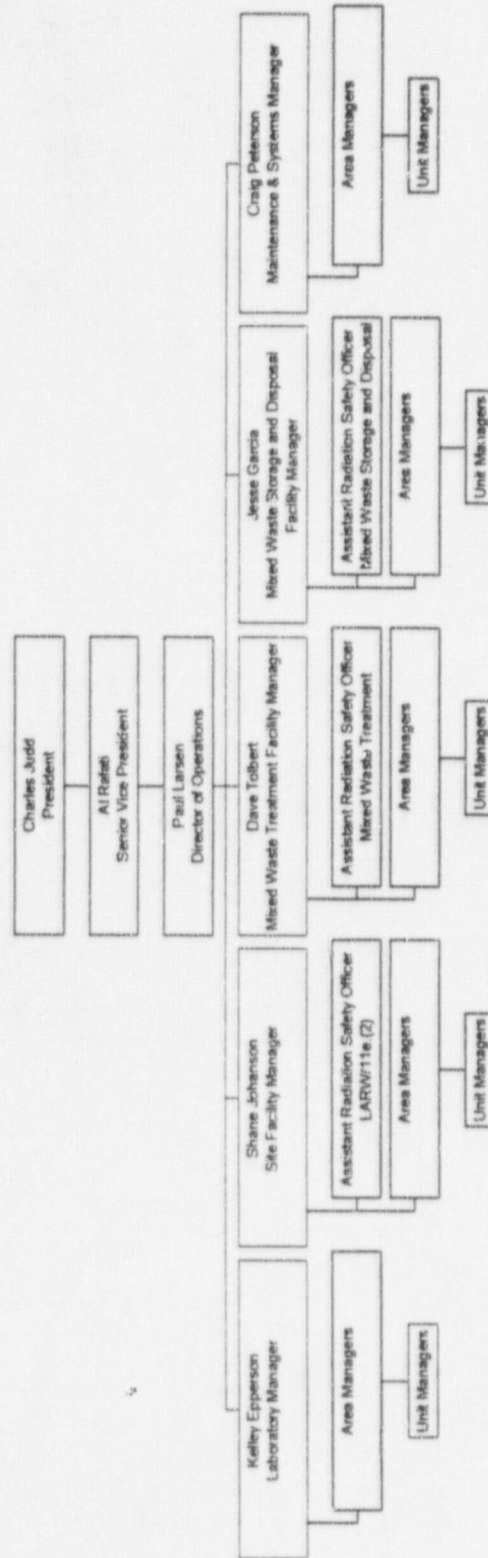 Charles Judd
President
Al Rafati
Senior Vice President
Paul Larsen
Director of Operations
Kelley Epperson
Laboratory Manager
Area Managers
Unit Managers
Shane Johanson
Site Facility Manager
Assistant Radiation Safety Officer
LARW/11e.(2)
Area Managers
Unit Managers
Dave Tolbert
Mixed Waste Treatment Facility Manager
Assistant Radiation Safety Officer
Mixed Waste Treatment
Area Managers
Unit Managers
Jesse Garcia
Mixed Waste Storage and Disposal
Facility Manager
Assistant Radiation Safety Officer
Mixed Waste Storage and Disposal
Area Managers
Unit Managers
Craig Peterson
Maintenance & Systems Manager
Area Managers
Unit Managers